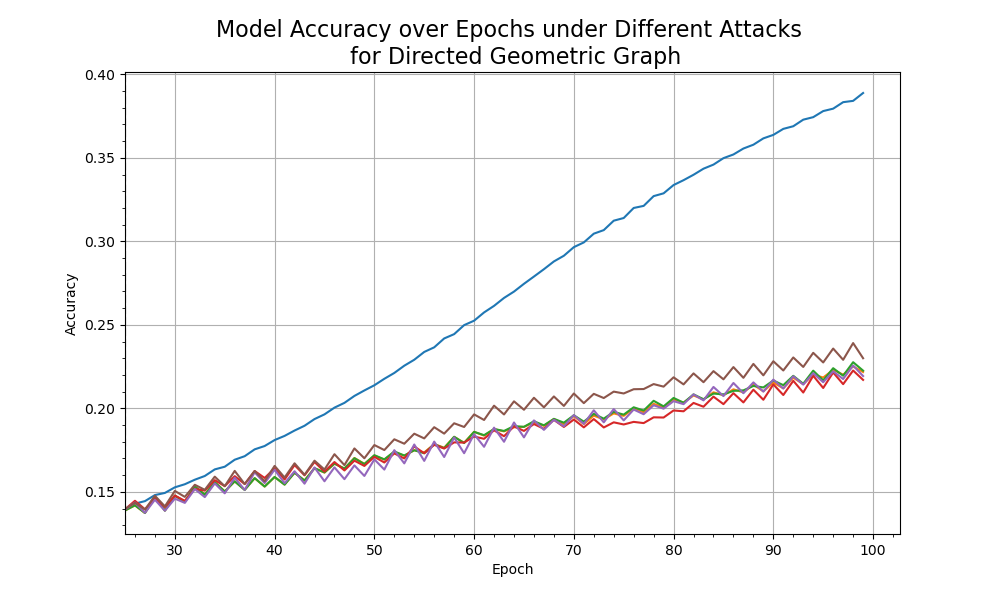 Model Accuracy over Epochs under Different Attacks
for Directed Geometric Graph
0.40
0.35
0.30
0.25
0.20
0.15
Accuracy
30 40 50 60 70 80 90 100
Epoch